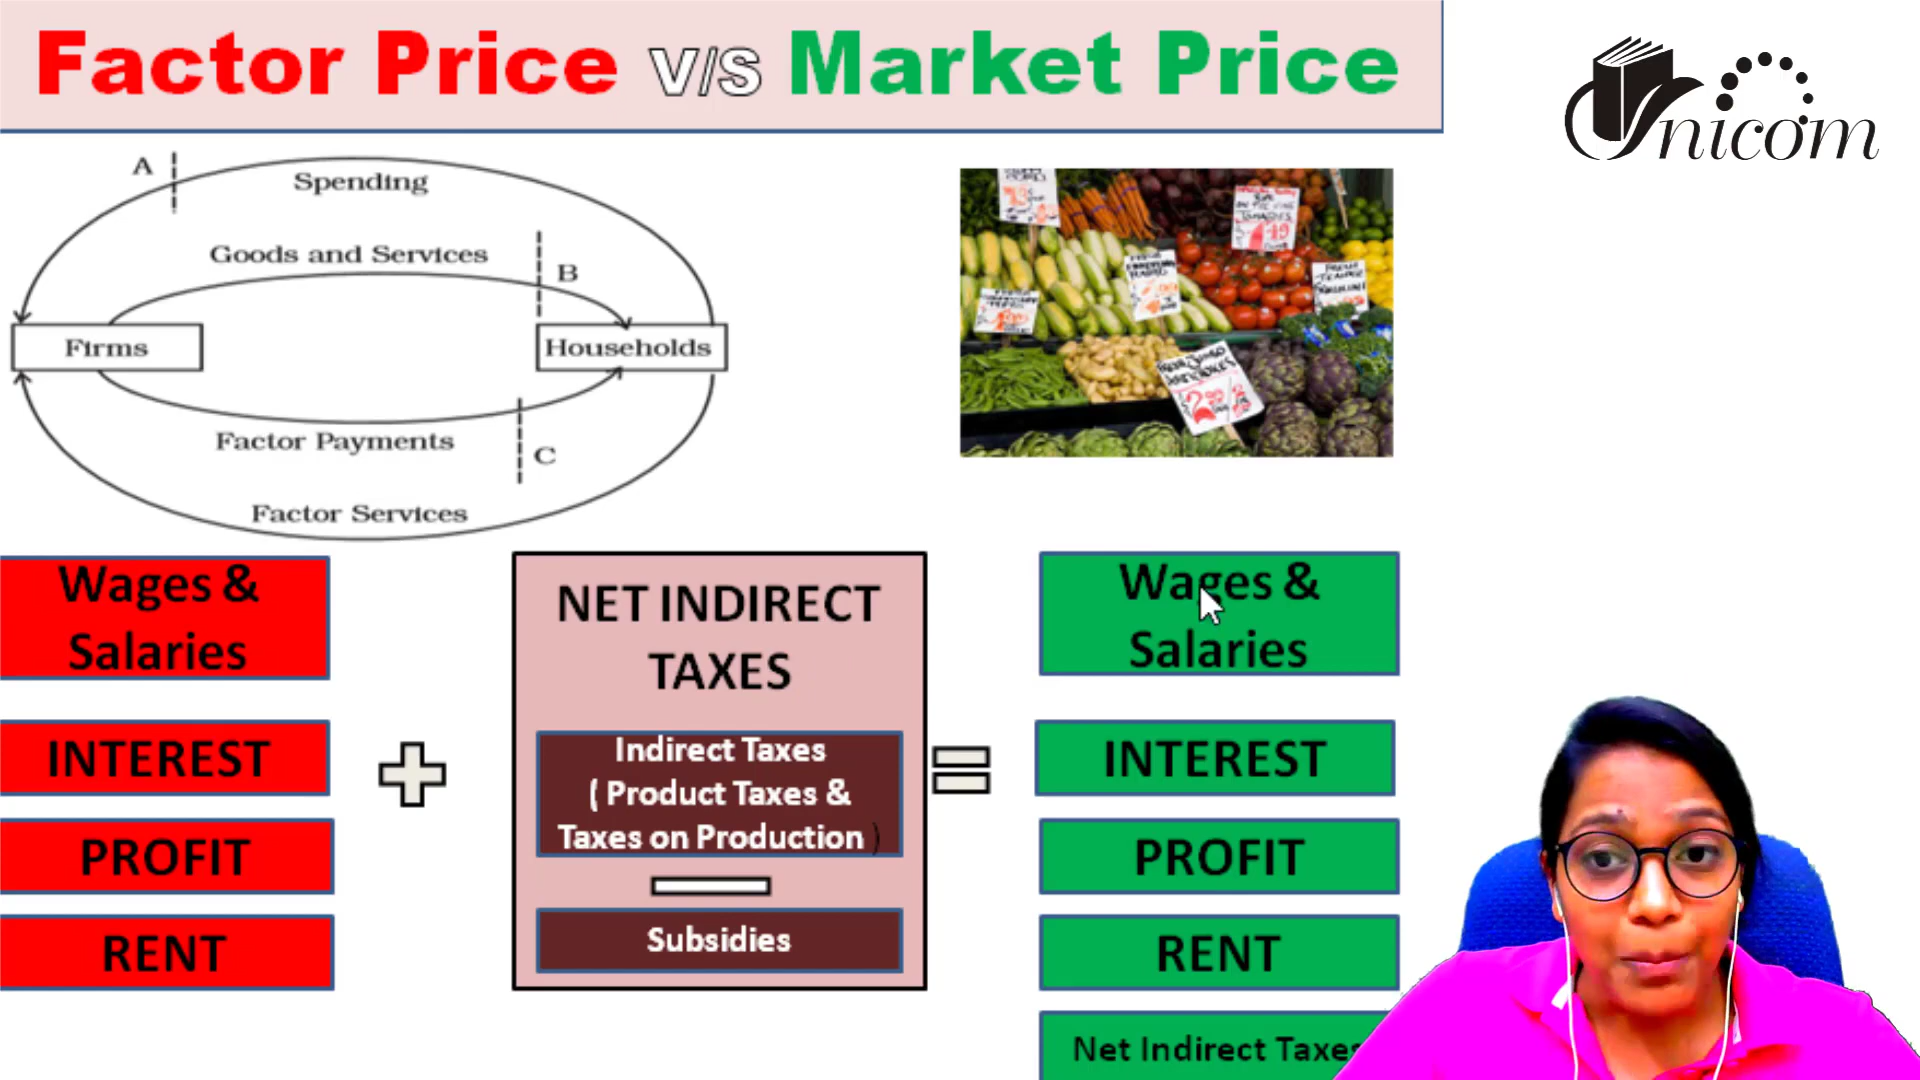 Factor Price V/S Market Price
Unicom
A
Spending
Goods and Services
B
Firms
Households
Factor Payments
C
Factor Services
Wages &
Salaries
INTEREST
PROFIT
RENT
NET INDIRECT
TAXES
Indirect Taxes
( Product Taxes &
Taxes on Production )
Subsidies
Wages &
Salaries
INTEREST
PROFIT
RENT
Net Indirect Taxes